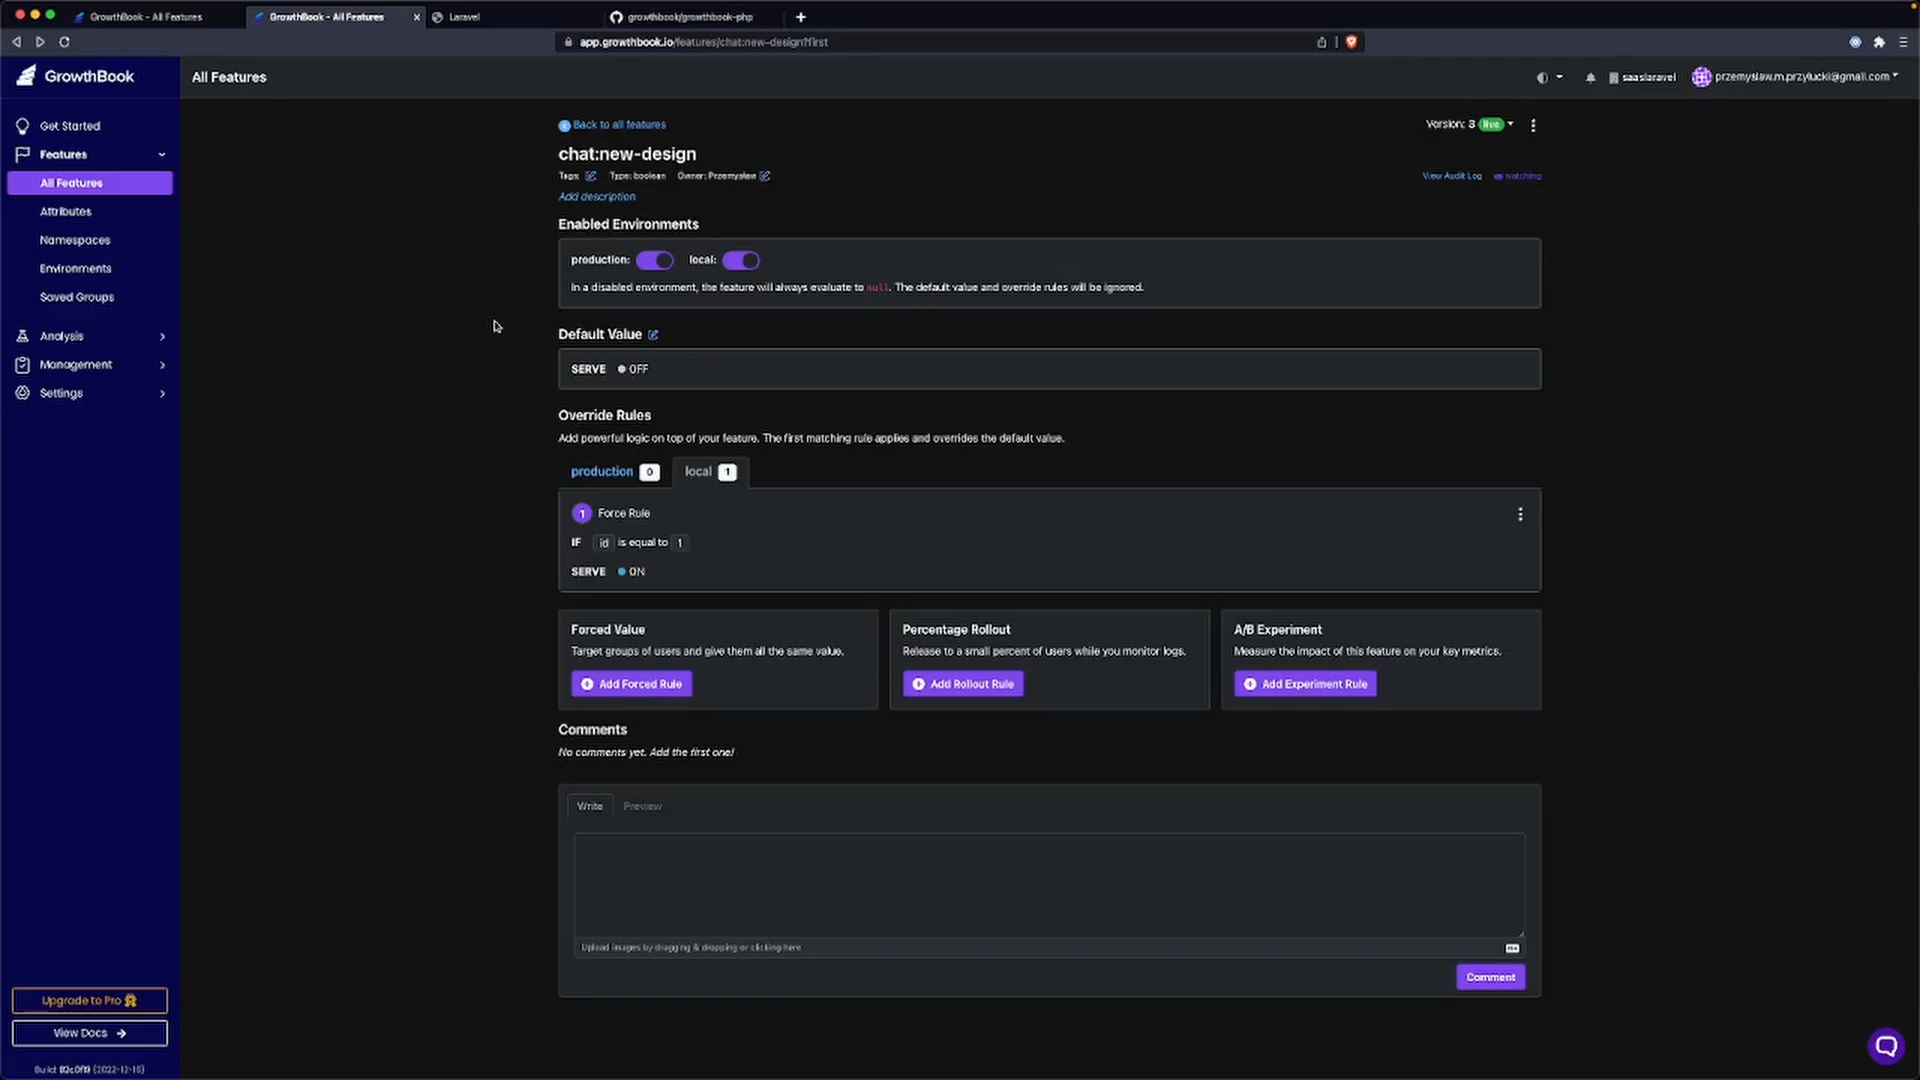 GrowthBook - All Features
GrowthBook - All Features
Laravel
growthbook/growthbook-php
app.growthbook.io/features/chat:new-design?first
GrowthBook
All Features
saaslaravel
przemyslaw.m.przylucki@gmail.com
Get Started
Features
All Features
Attributes
Namespaces
Environments
Saved Groups
Analysis
Management
Settings
Back to all features
Version: 3 live
chat:new-design
Tags: Type: boolean Owner: Przemyslaw
View Audit Log watching
Add description
Enabled Environments
production: local:
In a disabled environment, the feature will always evaluate to null. The default value and override rules will be ignored.
Default Value
SERVE OFF
Override Rules
Add powerful logic on top of your feature. The first matching rule applies and overrides the default value.
production 0 local 1
1 Force Rule
IF id is equal to 1
SERVE ON
Forced Value
Target groups of users and give them all the same value.
Add Forced Rule
Percentage Rollout
Release to a small percent of users while you monitor logs.
Add Rollout Rule
A/B Experiment
Measure the impact of this feature on your key metrics.
Add Experiment Rule
Comments
No comments yet. Add the first one!
Write Preview
Upload images by dragging & dropping or clicking here
Comment
Upgrade to Pro
View Docs
Build: